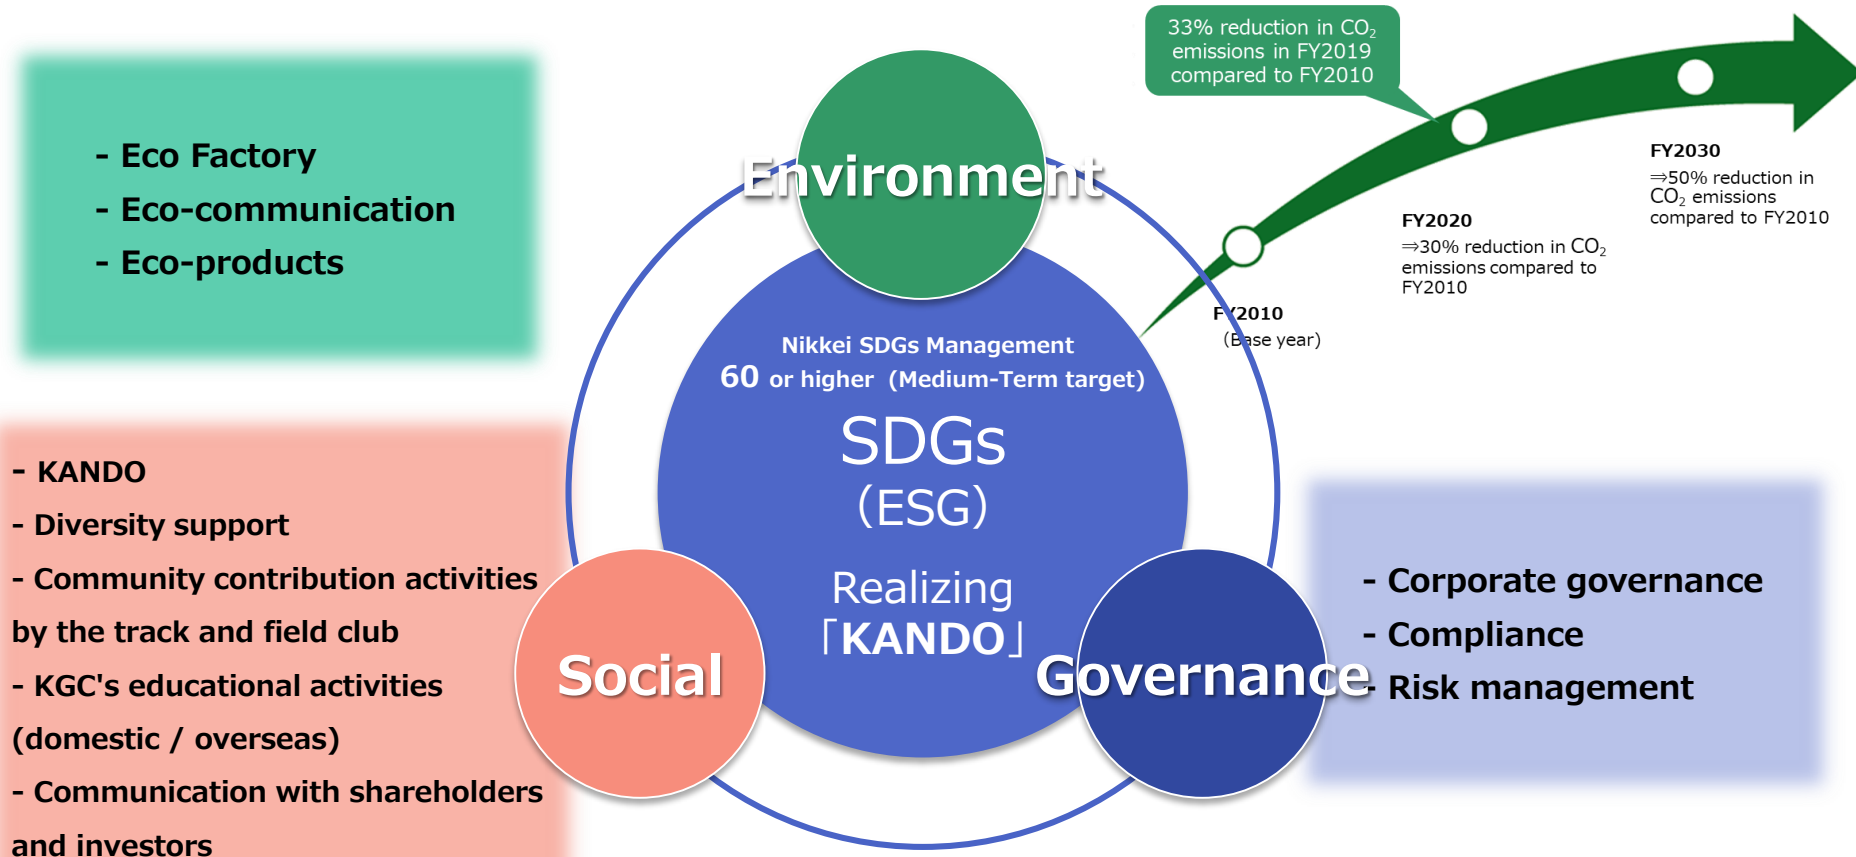 - Eco Factory
- Eco-communication
- Eco-products
Environment
33% reduction in CO₂
emissions in FY2019
compared to FY2010
FY2010
（Base year）
FY2020
⇒30% reduction in CO₂
emissions compared to
FY2010
FY2030
⇒50% reduction in
CO₂ emissions
compared to FY2010
Nikkei SDGs Management
60 or higher (Medium-Term target)
SDGs
（ESG）
Realizing
「KANDO」
- KANDO
- Diversity support
- Community contribution activities
by the track and field club
- KGC's educational activities
(domestic / overseas)
- Communication with shareholders
and investors
Social
Governance
- Corporate governance
- Compliance
- Risk management